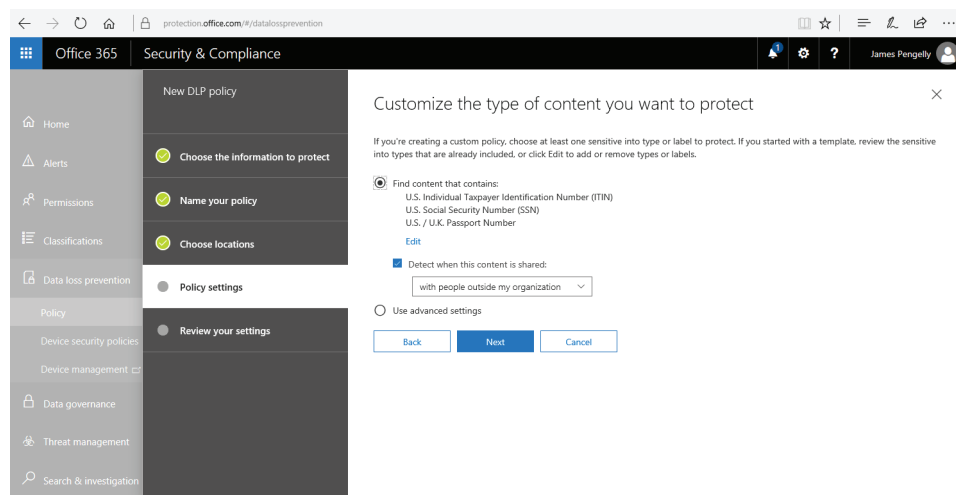 protection.office.com/#/datalossprevention
Office 365
Security & Compliance
1
?
James Pengelly
Home
Alerts
Permissions
Classifications
Data loss prevention
Policy
Device security policies
Device management
Data governance
Threat management
Search & investigation
New DLP policy
Choose the information to protect
Name your policy
Choose locations
Policy settings
Review your settings
Customize the type of content you want to protect
If you're creating a custom policy, choose at least one sensitive into type or label to protect. If you started with a template, review the sensitive
into types that are already included, or click Edit to add or remove types or labels.
Find content that contains:
U.S. Individual Taxpayer Identification Number (ITIN)
U.S. Social Security Number (SSN)
U.S. / U.K. Passport Number
Edit
Detect when this content is shared:
with people outside my organization
Use advanced settings
Back
Next
Cancel